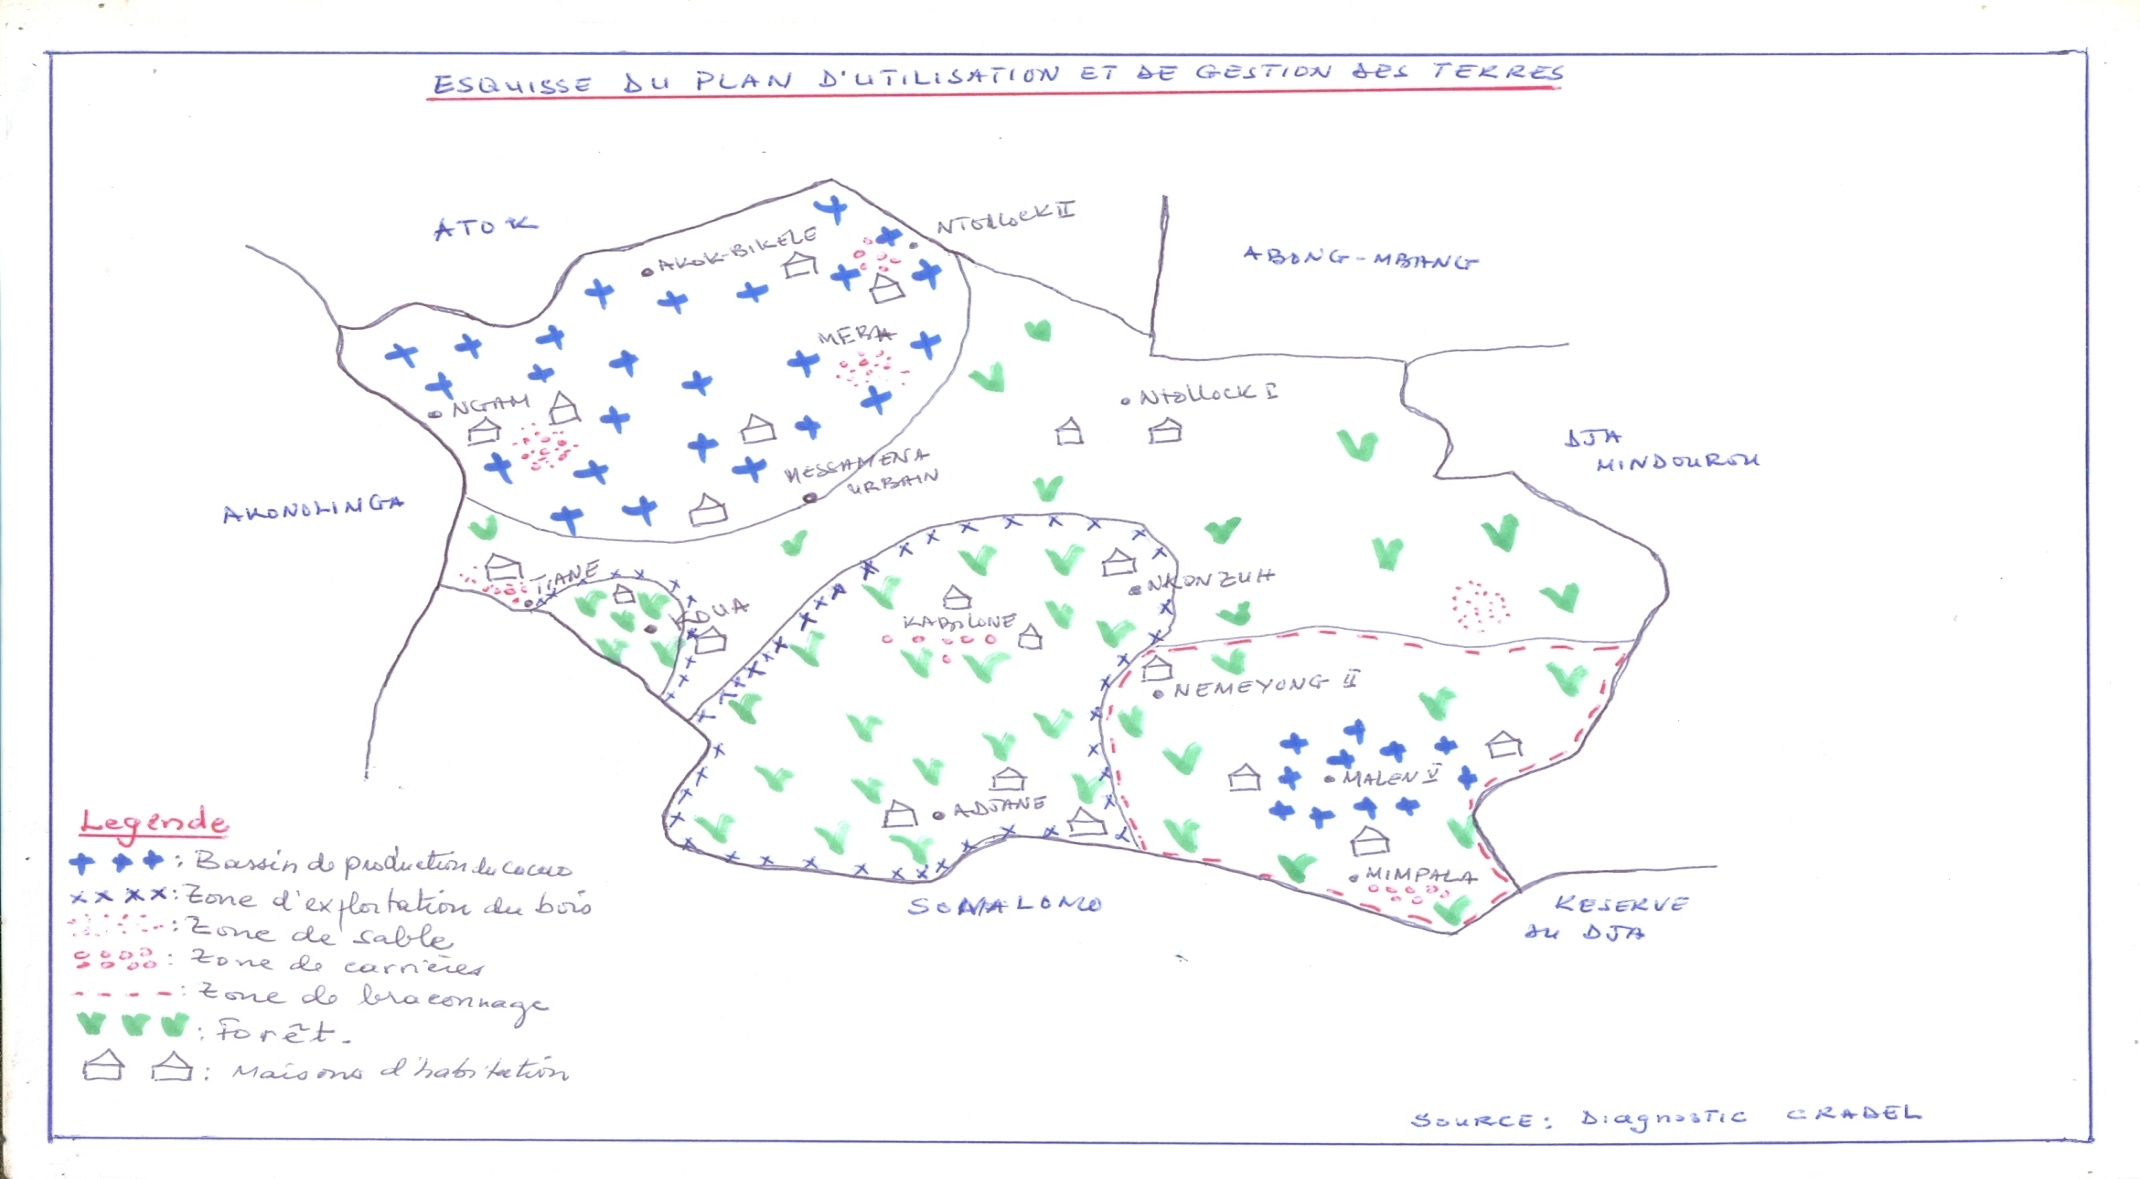 ESQUISSE DU PLAN D'UTILISATION ET DE GESTION DES TERRES
ATOK
NTOLLOCK II
AKOK-BIKELE
ABONG-MBANG
MEBA
NGAM
NTOLLOCK I
DJA
MINDOUROU
MESSAMENA
URBAIN
AKONOLINGA
TIANE
NKONZUH
KOUA
KABILONE
NEMEYONG II
MALEN V
ADJANE
MIMPALA
SOMALOMO
RESERVE
DU DJA
Legende
: Bassin de production du cacao
: Zone d'exploitation du bois
: Zone de sable
: Zone de carrières
: Zone de braconnage
: Forêt.
: Maisons d'habitation
SOURCE: Diagnostic CRADEL